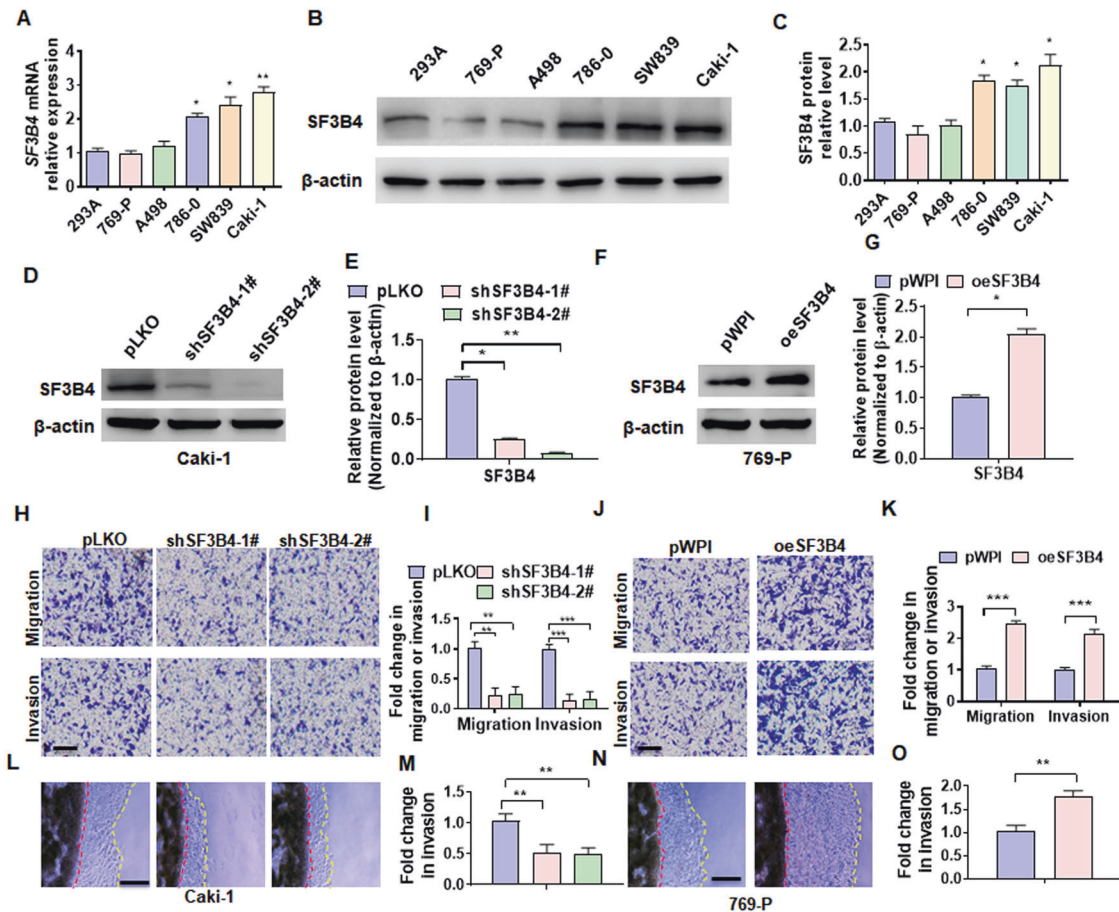 A
SF3B4 mRNA
relative expression
4
3
2
1
0
*
*
**
293A
769-P
A498
786-0
SW839
Caki-1
B
293A
769-P
A498
786-0
SW839
Caki-1
SF3B4
β-actin
C
SF3B4 protein
relative level
2.5
2.0
1.5
1.0
0.5
0.0
*
*
*
293A
769-P
A498
786-0
SW839
Caki-1
D
pLKO
shSF3B4-1#
shSF3B4-2#
SF3B4
β-actin
Caki-1
E
pLKO
shSF3B4-1#
shSF3B4-2#
Relative protein level
(Normalized to β-actin)
1.5
1.0
0.5
0.0
*
**
SF3B4
F
pWPI
oeSF3B4
SF3B4
β-actin
769-P
G
pWPI
oeSF3B4
Relative protein level
(Normalized to β-actin)
2.5
2.0
1.5
1.0
0.5
0.0
*
SF3B4
H
pLKO
shSF3B4-1#
shSF3B4-2#
Migration
Invasion
I
pLKO
shSF3B4-1#
shSF3B4-2#
Fold change in
migration or invasion
1.5
1.0
0.5
0.0
**
**
***
***
Migration
Invasion
J
pWPI
oeSF3B4
Migration
Invasion
K
pWPI
oeSF3B4
Fold change in
migration or invasion
4
3
2
1
0
***
***
Migration
Invasion
L
Caki-1
M
Fold change
in invasion
1.5
1.0
0.5
0.0
**
**
N
769-P
O
Fold change
in invasion
2.0
1.5
1.0
0.5
0.0
**